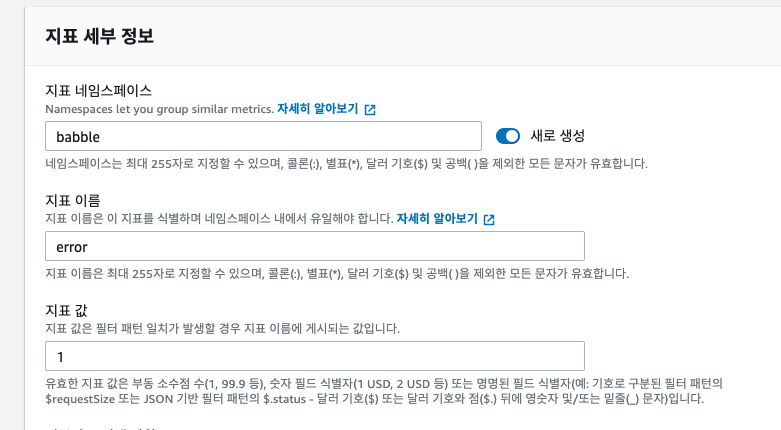 지표 세부 정보
지표 네임스페이스
Namespaces let you group similar metrics. 자세히 알아보기
babble
새로 생성
네임스페이스는 최대 255자로 지정할 수 있으며, 콜론(:), 별표(*), 달러 기호($) 및 공백( )을 제외한 모든 문자가 유효합니다.
지표 이름
지표 이름은 이 지표를 식별하며 네임스페이스 내에서 유일해야 합니다. 자세히 알아보기
error
지표 이름은 최대 255자로 지정할 수 있으며, 콜론(:), 별표(*), 달러 기호($) 및 공백( )을 제외한 모든 문자가 유효합니다.
지표 값
지표 값은 필터 패턴 일치가 발생할 경우 지표 이름에 게시되는 값입니다.
1
유효한 지표 값은 부동 소수점 수(1, 99.9 등), 숫자 필드 식별자(1 USD, 2 USD 등) 또는 명명된 필드 식별자(예: 기호로 구분된 필터 패턴의
$requestSize 또는 JSON 기반 필터 패턴의 $.status - 달러 기호($) 또는 달러 기호와 점($.) 뒤에 영숫자 및/또는 밑줄(_) 문자)입니다.